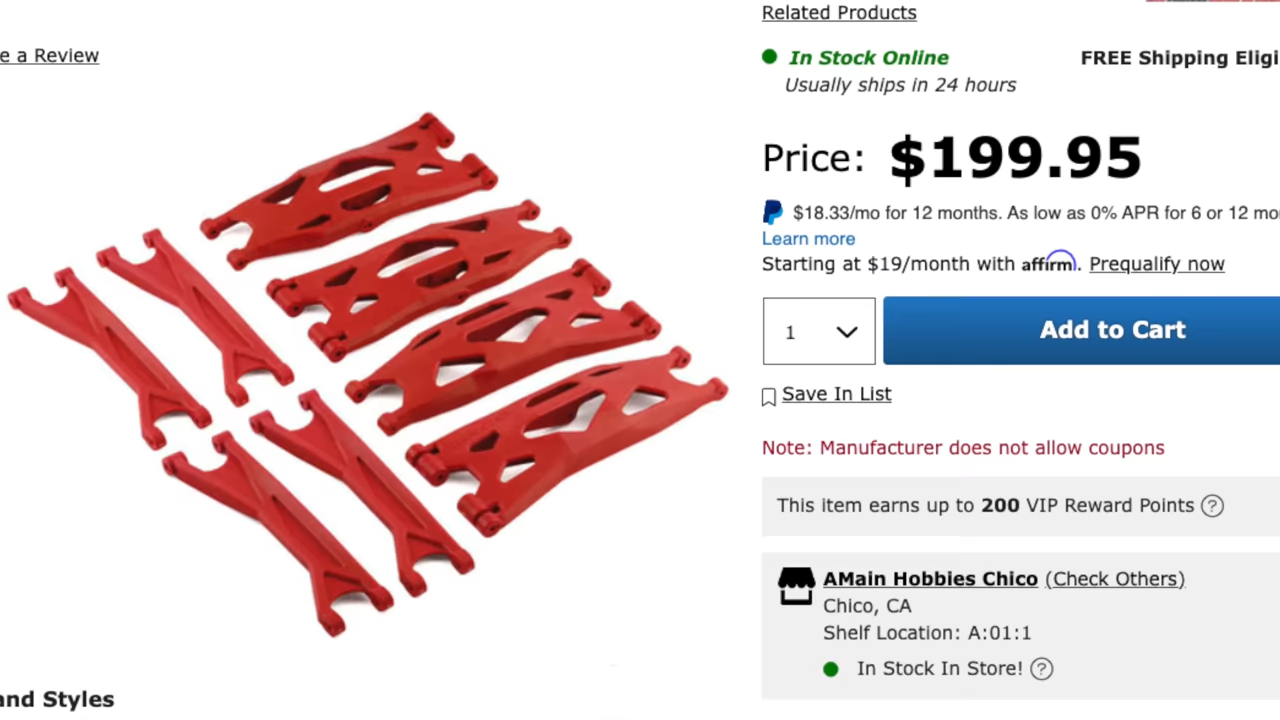 Related Products
e a Review
In Stock Online
FREE Shipping Eligi
Usually ships in 24 hours
Price: $199.95
$18.33/mo for 12 months. As low as 0% APR for 6 or 12 mo
Learn more
Starting at $19/month with affirm. Prequalify now
1
Add to Cart
Save In List
Note: Manufacturer does not allow coupons
This item earns up to 200 VIP Reward Points ?
AMain Hobbies Chico (Check Others)
Chico, CA
Shelf Location: A:01:1
In Stock In Store! ?
and Styles